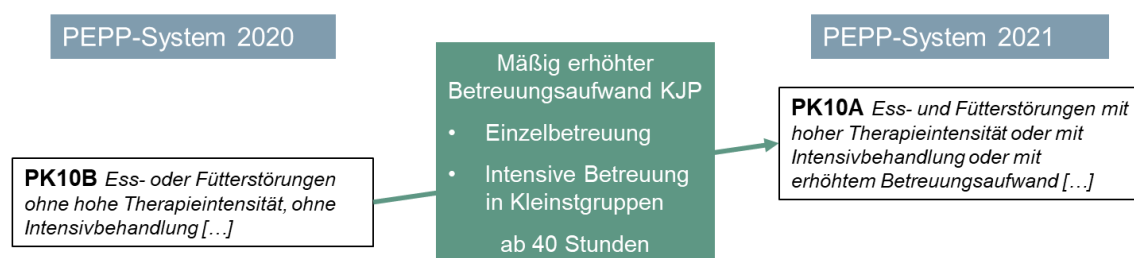 PEPP-System 2020
PK10B Ess- oder Fütterstörungen
ohne hohe Therapieintensität, ohne
Intensivbehandlung [...]
Mäßig erhöhter
Betreuungsaufwand KJP
• Einzelbetreuung
• Intensive Betreuung
in Kleinstgruppen
ab 40 Stunden
PEPP-System 2021
PK10A Ess- und Fütterstörungen mit
hoher Therapieintensität oder mit
Intensivbehandlung oder mit
erhöhtem Betreuungsaufwand [...]